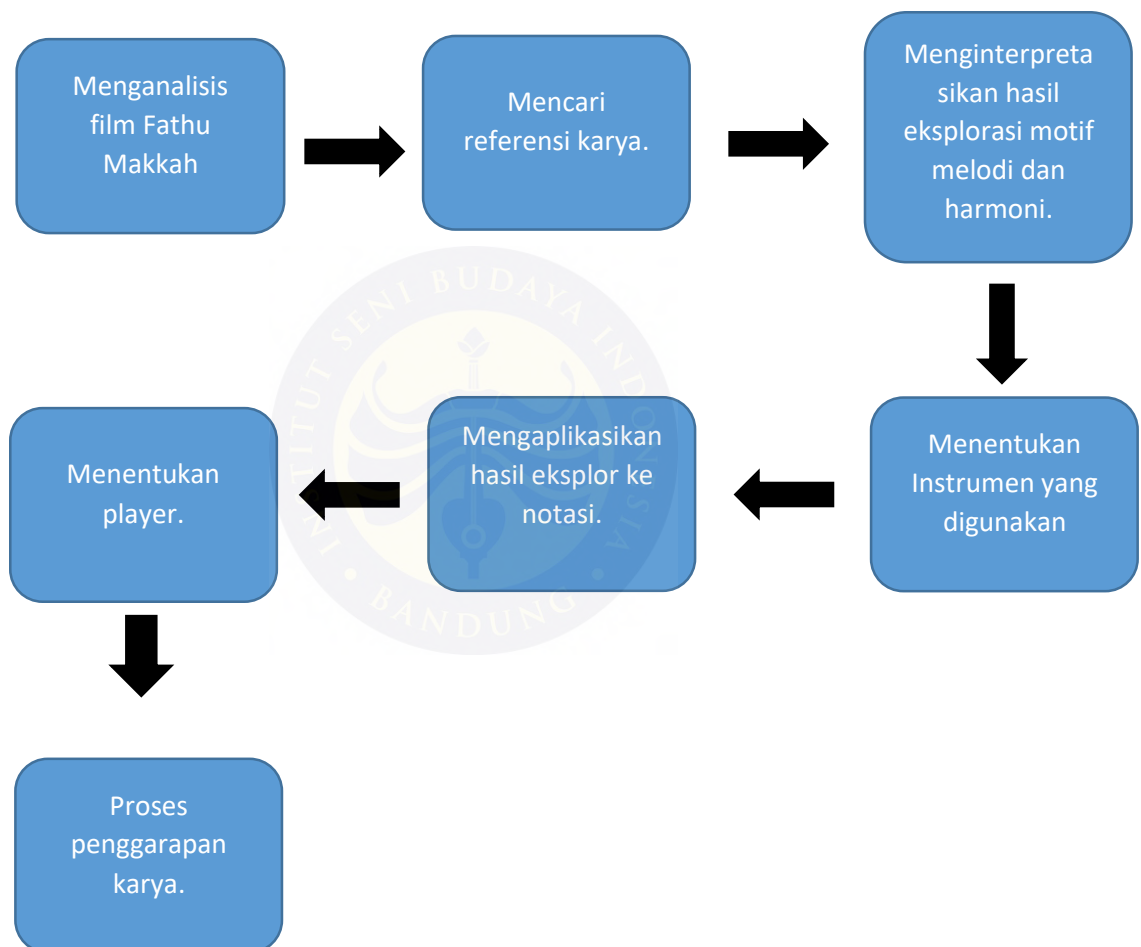 Menganalisis
film Fathu
Makkah
Mencari
referensi karya.
Menginterpreta
sikan hasil
eksplorasi motif
melodi dan
harmoni.
Menentukan
Instrumen yang
digunakan
Mengaplikasikan
hasil eksplor ke
notasi.
Menentukan
player.
Proses
penggarapan
karya.
INSTITUT SENI BUDAYA INDONESIA
BANDUNG